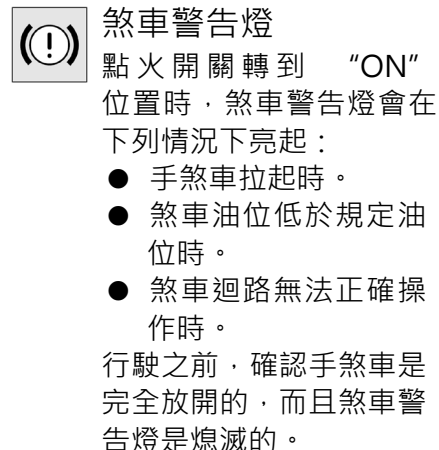 煞車警告燈
點火開關轉到 “ON”
位置時，煞車警告燈會在
下列情況下亮起：
● 手煞車拉起時。
● 煞車油位低於規定油
位時。
● 煞車迴路無法正確操
作時。
行駛之前，確認手煞車是
完全放開的，而且煞車警
告燈是熄滅的。